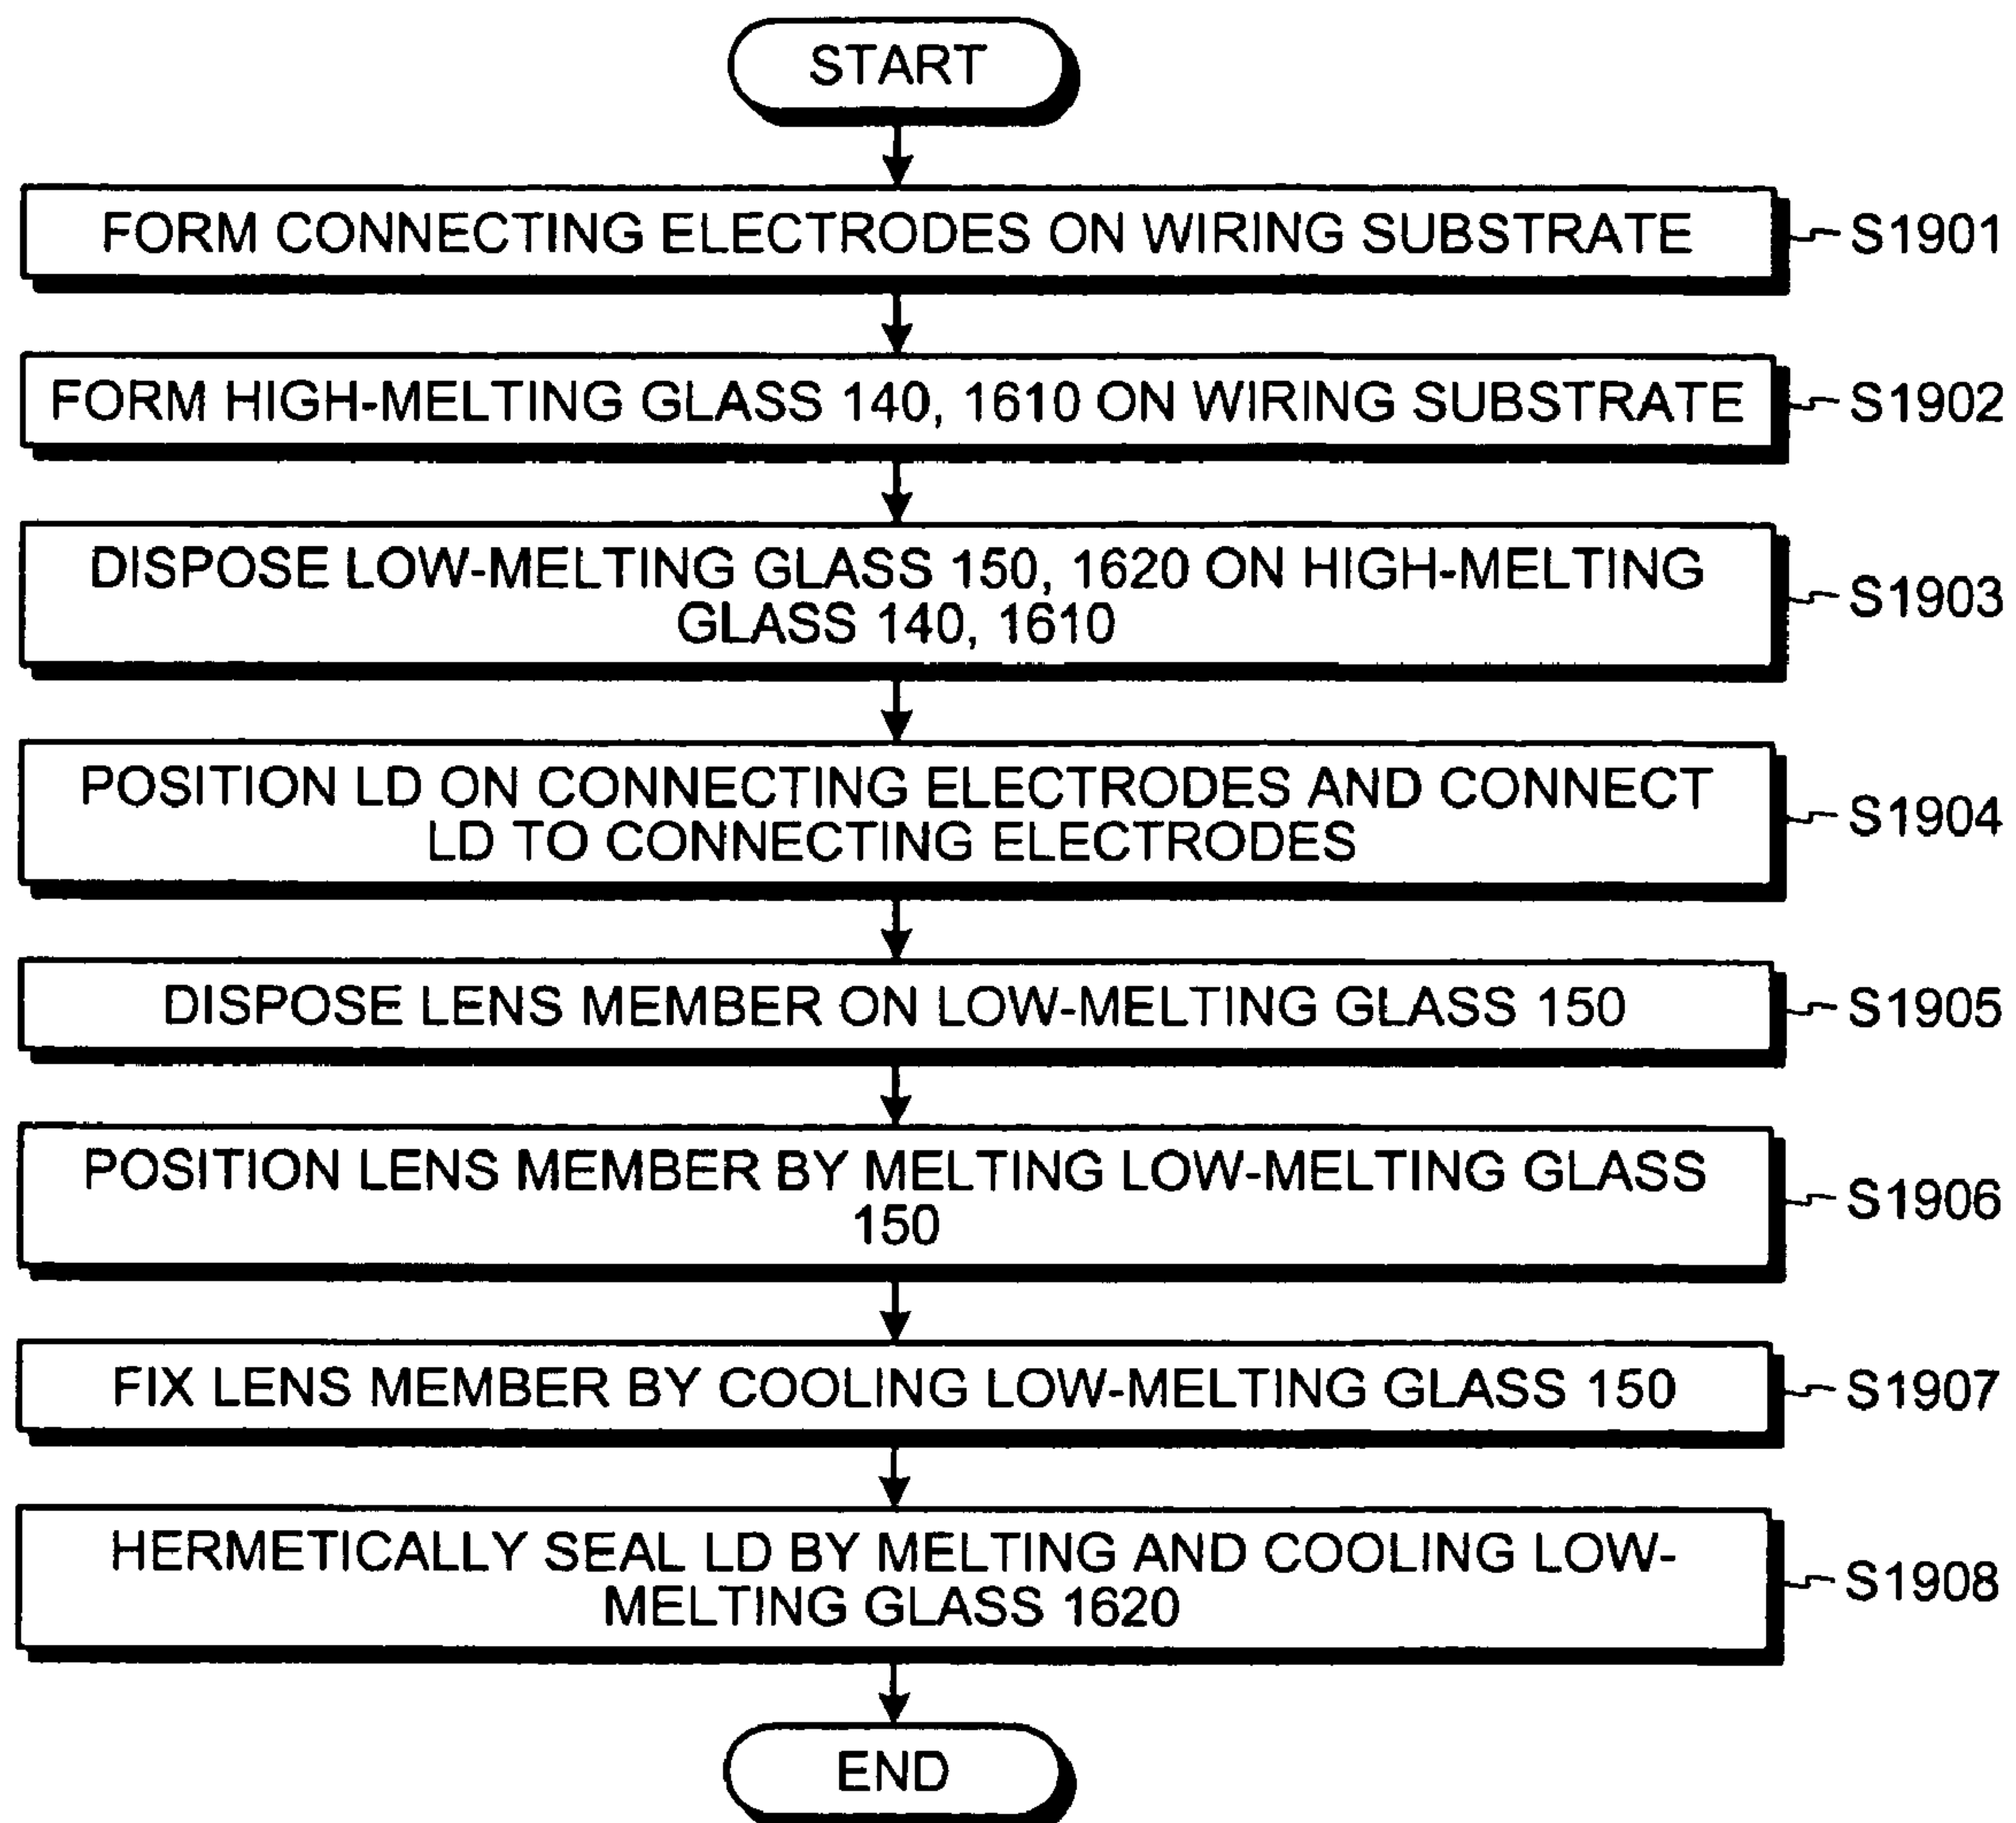 START
FORM CONNECTING ELECTRODES ON WIRING SUBSTRATE
S1901
FORM HIGH-MELTING GLASS 140, 1610 ON WIRING SUBSTRATE
S1902
DISPOSE LOW-MELTING GLASS 150, 1620 ON HIGH-MELTING
GLASS 140, 1610
S1903
POSITION LD ON CONNECTING ELECTRODES AND CONNECT
LD TO CONNECTING ELECTRODES
S1904
DISPOSE LENS MEMBER ON LOW-MELTING GLASS 150
S1905
POSITION LENS MEMBER BY MELTING LOW-MELTING GLASS
150
S1906
FIX LENS MEMBER BY COOLING LOW-MELTING GLASS 150
S1907
HERMETICALLY SEAL LD BY MELTING AND COOLING LOW-
MELTING GLASS 1620
S1908
END